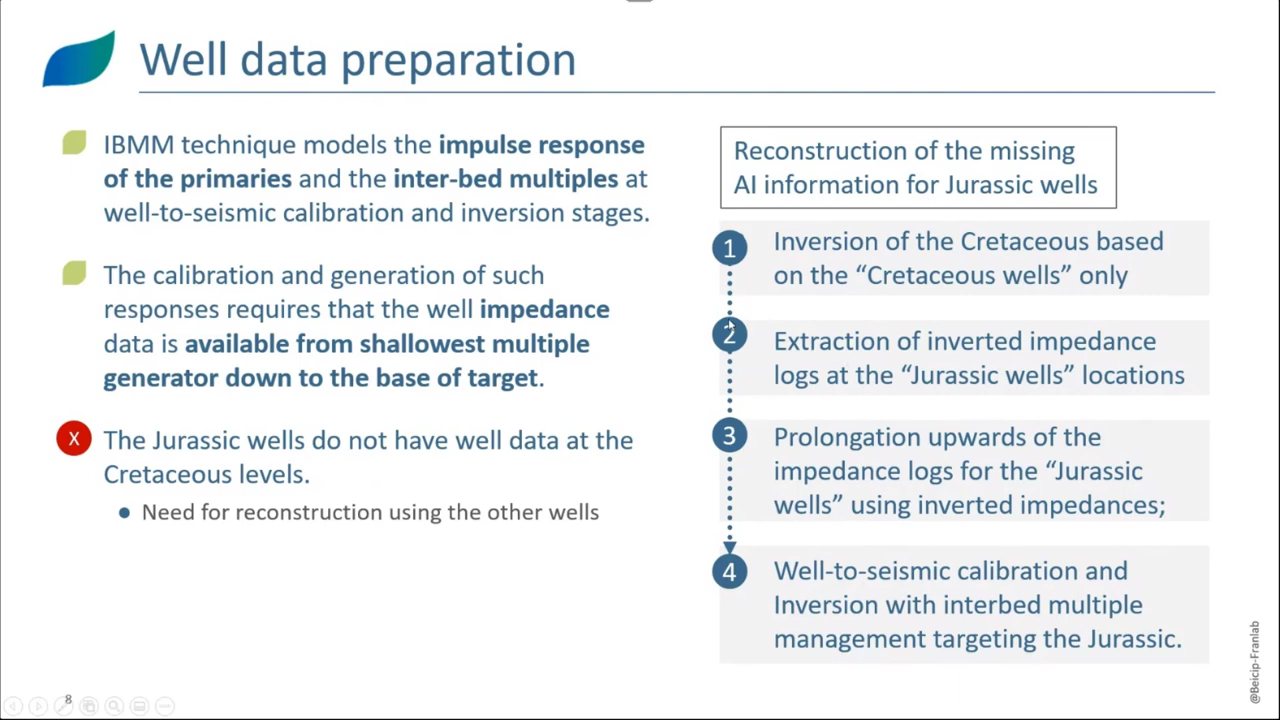 Well data preparation
IBMM technique models the impulse response
of the primaries and the inter-bed multiples at
well-to-seismic calibration and inversion stages.
The calibration and generation of such
responses requires that the well impedance
data is available from shallowest multiple
generator down to the base of target.
X
The Jurassic wells do not have well data at the
Cretaceous levels.
Need for reconstruction using the other wells
Reconstruction of the missing
AI information for Jurassic wells
1
Inversion of the Cretaceous based
on the “Cretaceous wells” only
2
Extraction of inverted impedance
logs at the “Jurassic wells” locations
3
Prolongation upwards of the
impedance logs for the “Jurassic
wells” using inverted impedances;
4
Well-to-seismic calibration and
Inversion with interbed multiple
management targeting the Jurassic.
8
@Beicip-Franlab